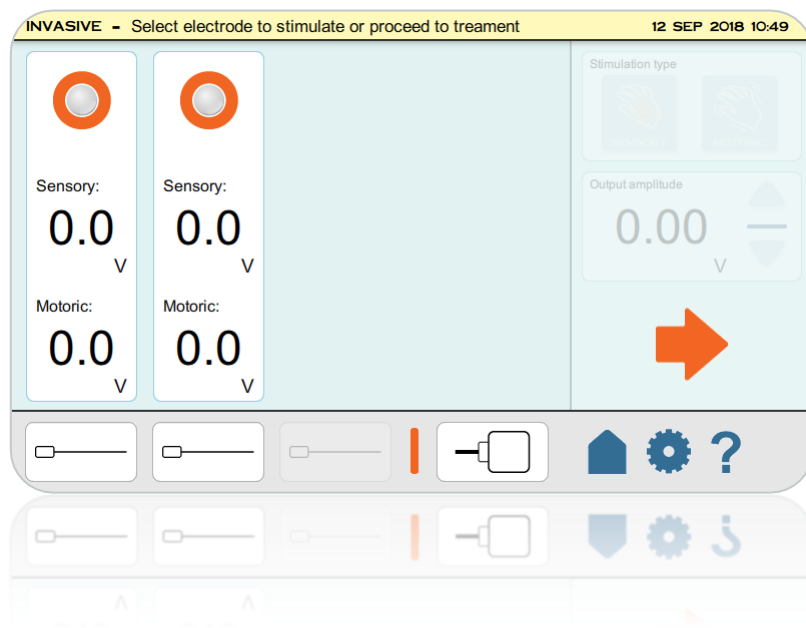 INVASIVE - Select electrode to stimulate or proceed to treament
12 SEP 2018 10:49
Sensory:
0.0
V
Motoric:
0.0
V
Sensory:
0.0
V
Motoric:
0.0
V
Stimulation type
Output amplitude
0.00
V
?